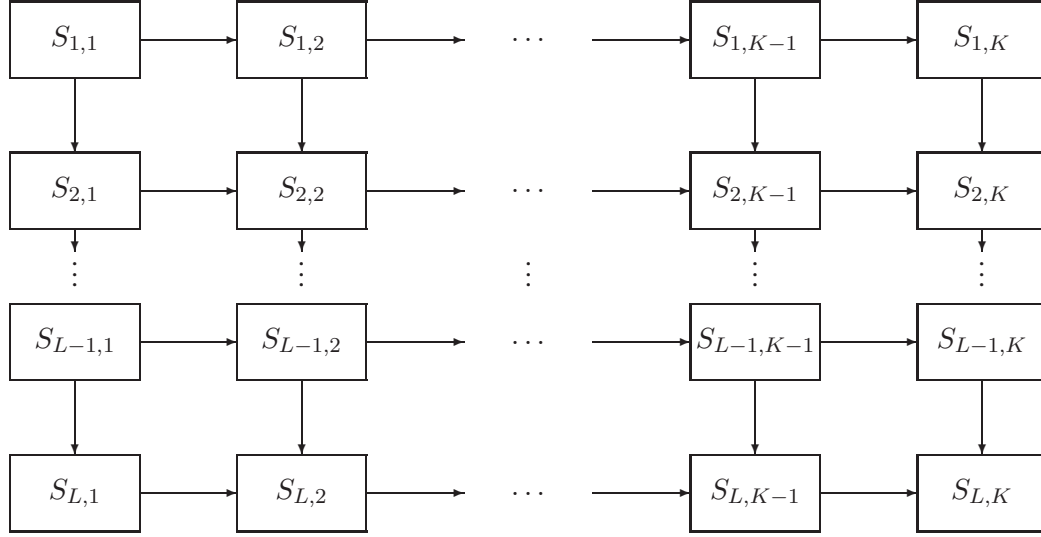 S_{1,1} S_{1,2} ⋯ S_{1,K−1} S_{1,K}
S_{2,1} S_{2,2} ⋯ S_{2,K−1} S_{2,K}
⋮ ⋮ ⋮ ⋮ ⋮
S_{L−1,1} S_{L−1,2} ⋯ S_{L−1,K−1} S_{L−1,K}
S_{L,1} S_{L,2} ⋯ S_{L,K−1} S_{L,K}